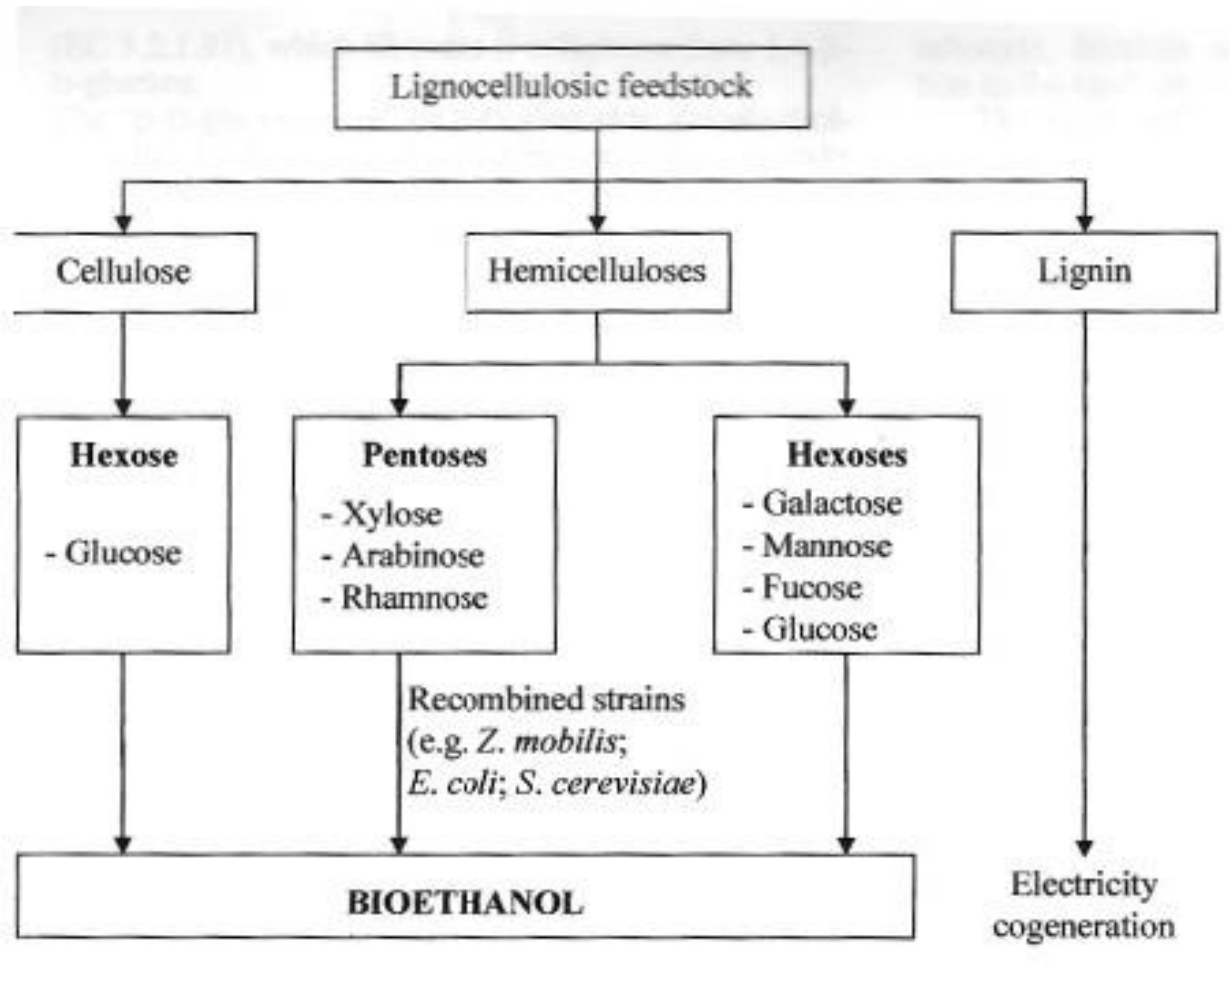 Lignocellulosic feedstock
Cellulose
Hemicelluloses
Lignin
Hexose
- Glucose
Pentoses
- Xylose
- Arabinose
- Rhamnose
Hexoses
- Galactose
- Mannose
- Fucose
- Glucose
Recombined strains
(e.g. Z. mobilis;
E. coli; S. cerevisiae)
BIOETHANOL
Electricity
cogeneration